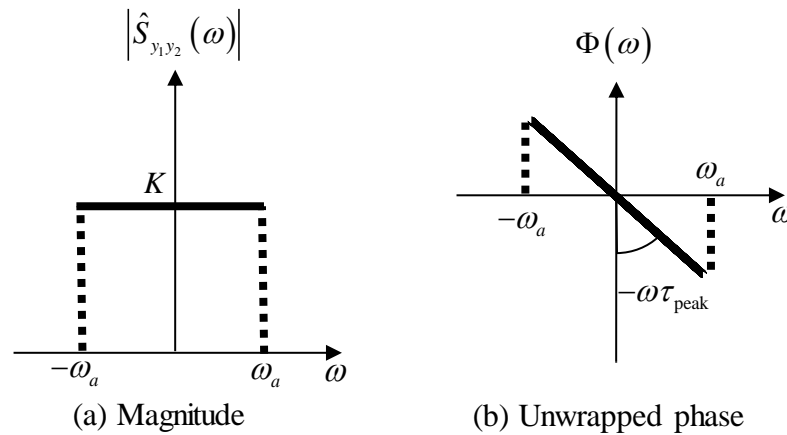 |Ŝ_{y₁y₂}(ω)|
K
−ω_a
ω_a
ω
(a) Magnitude
Φ(ω)
ω_a
−ω_a
ω
−ωτ_peak
(b) Unwrapped phase